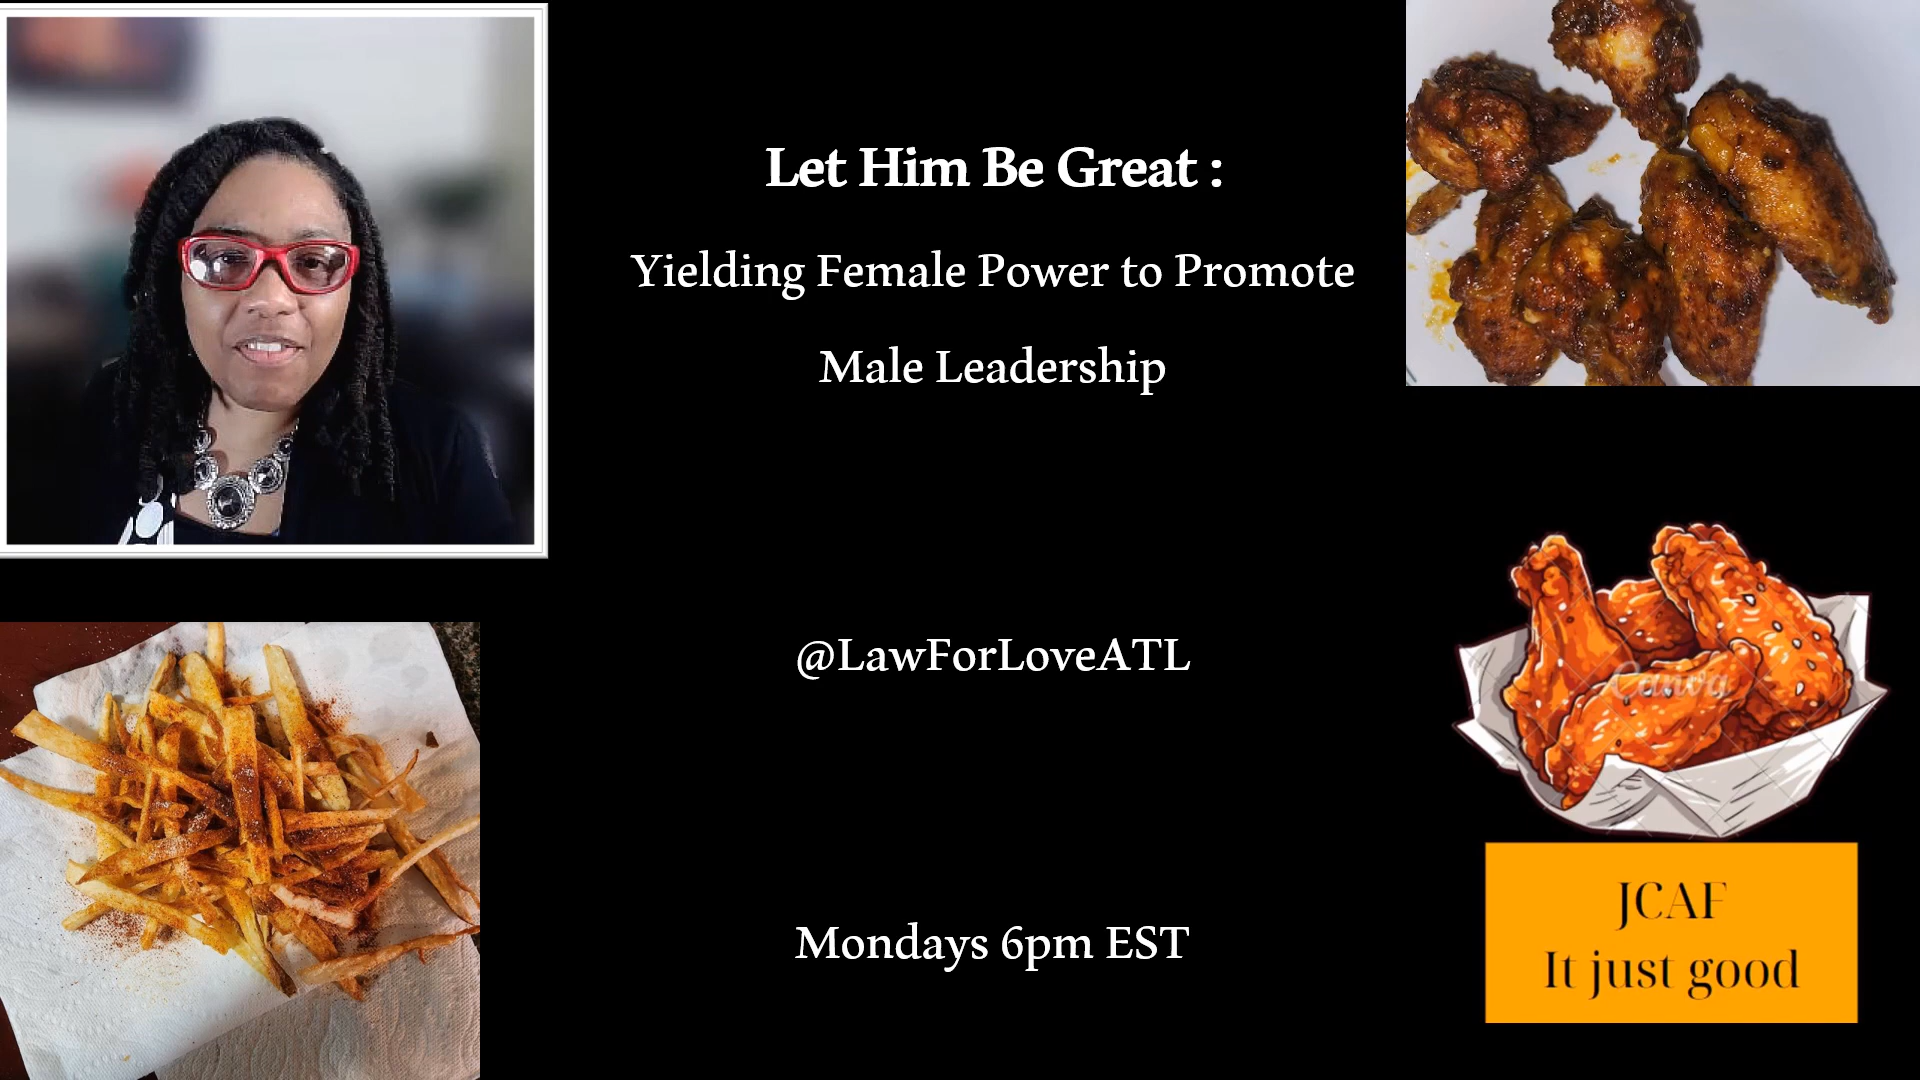 Let Him Be Great :
Yielding Female Power to Promote
Male Leadership
@LawForLoveATL
Canva
JCAF
It just good
Mondays 6pm EST